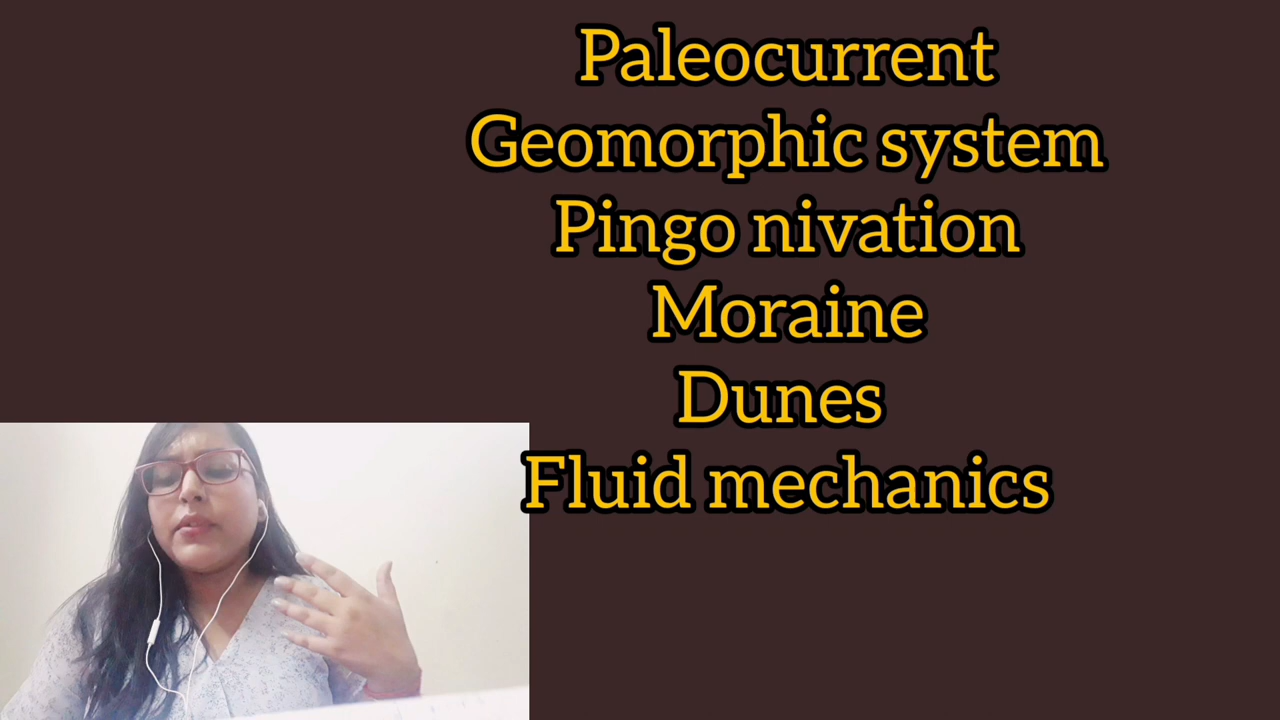 Paleocurrent
Geomorphic system
Pingo nivation
Moraine
Dunes
Fluid mechanics